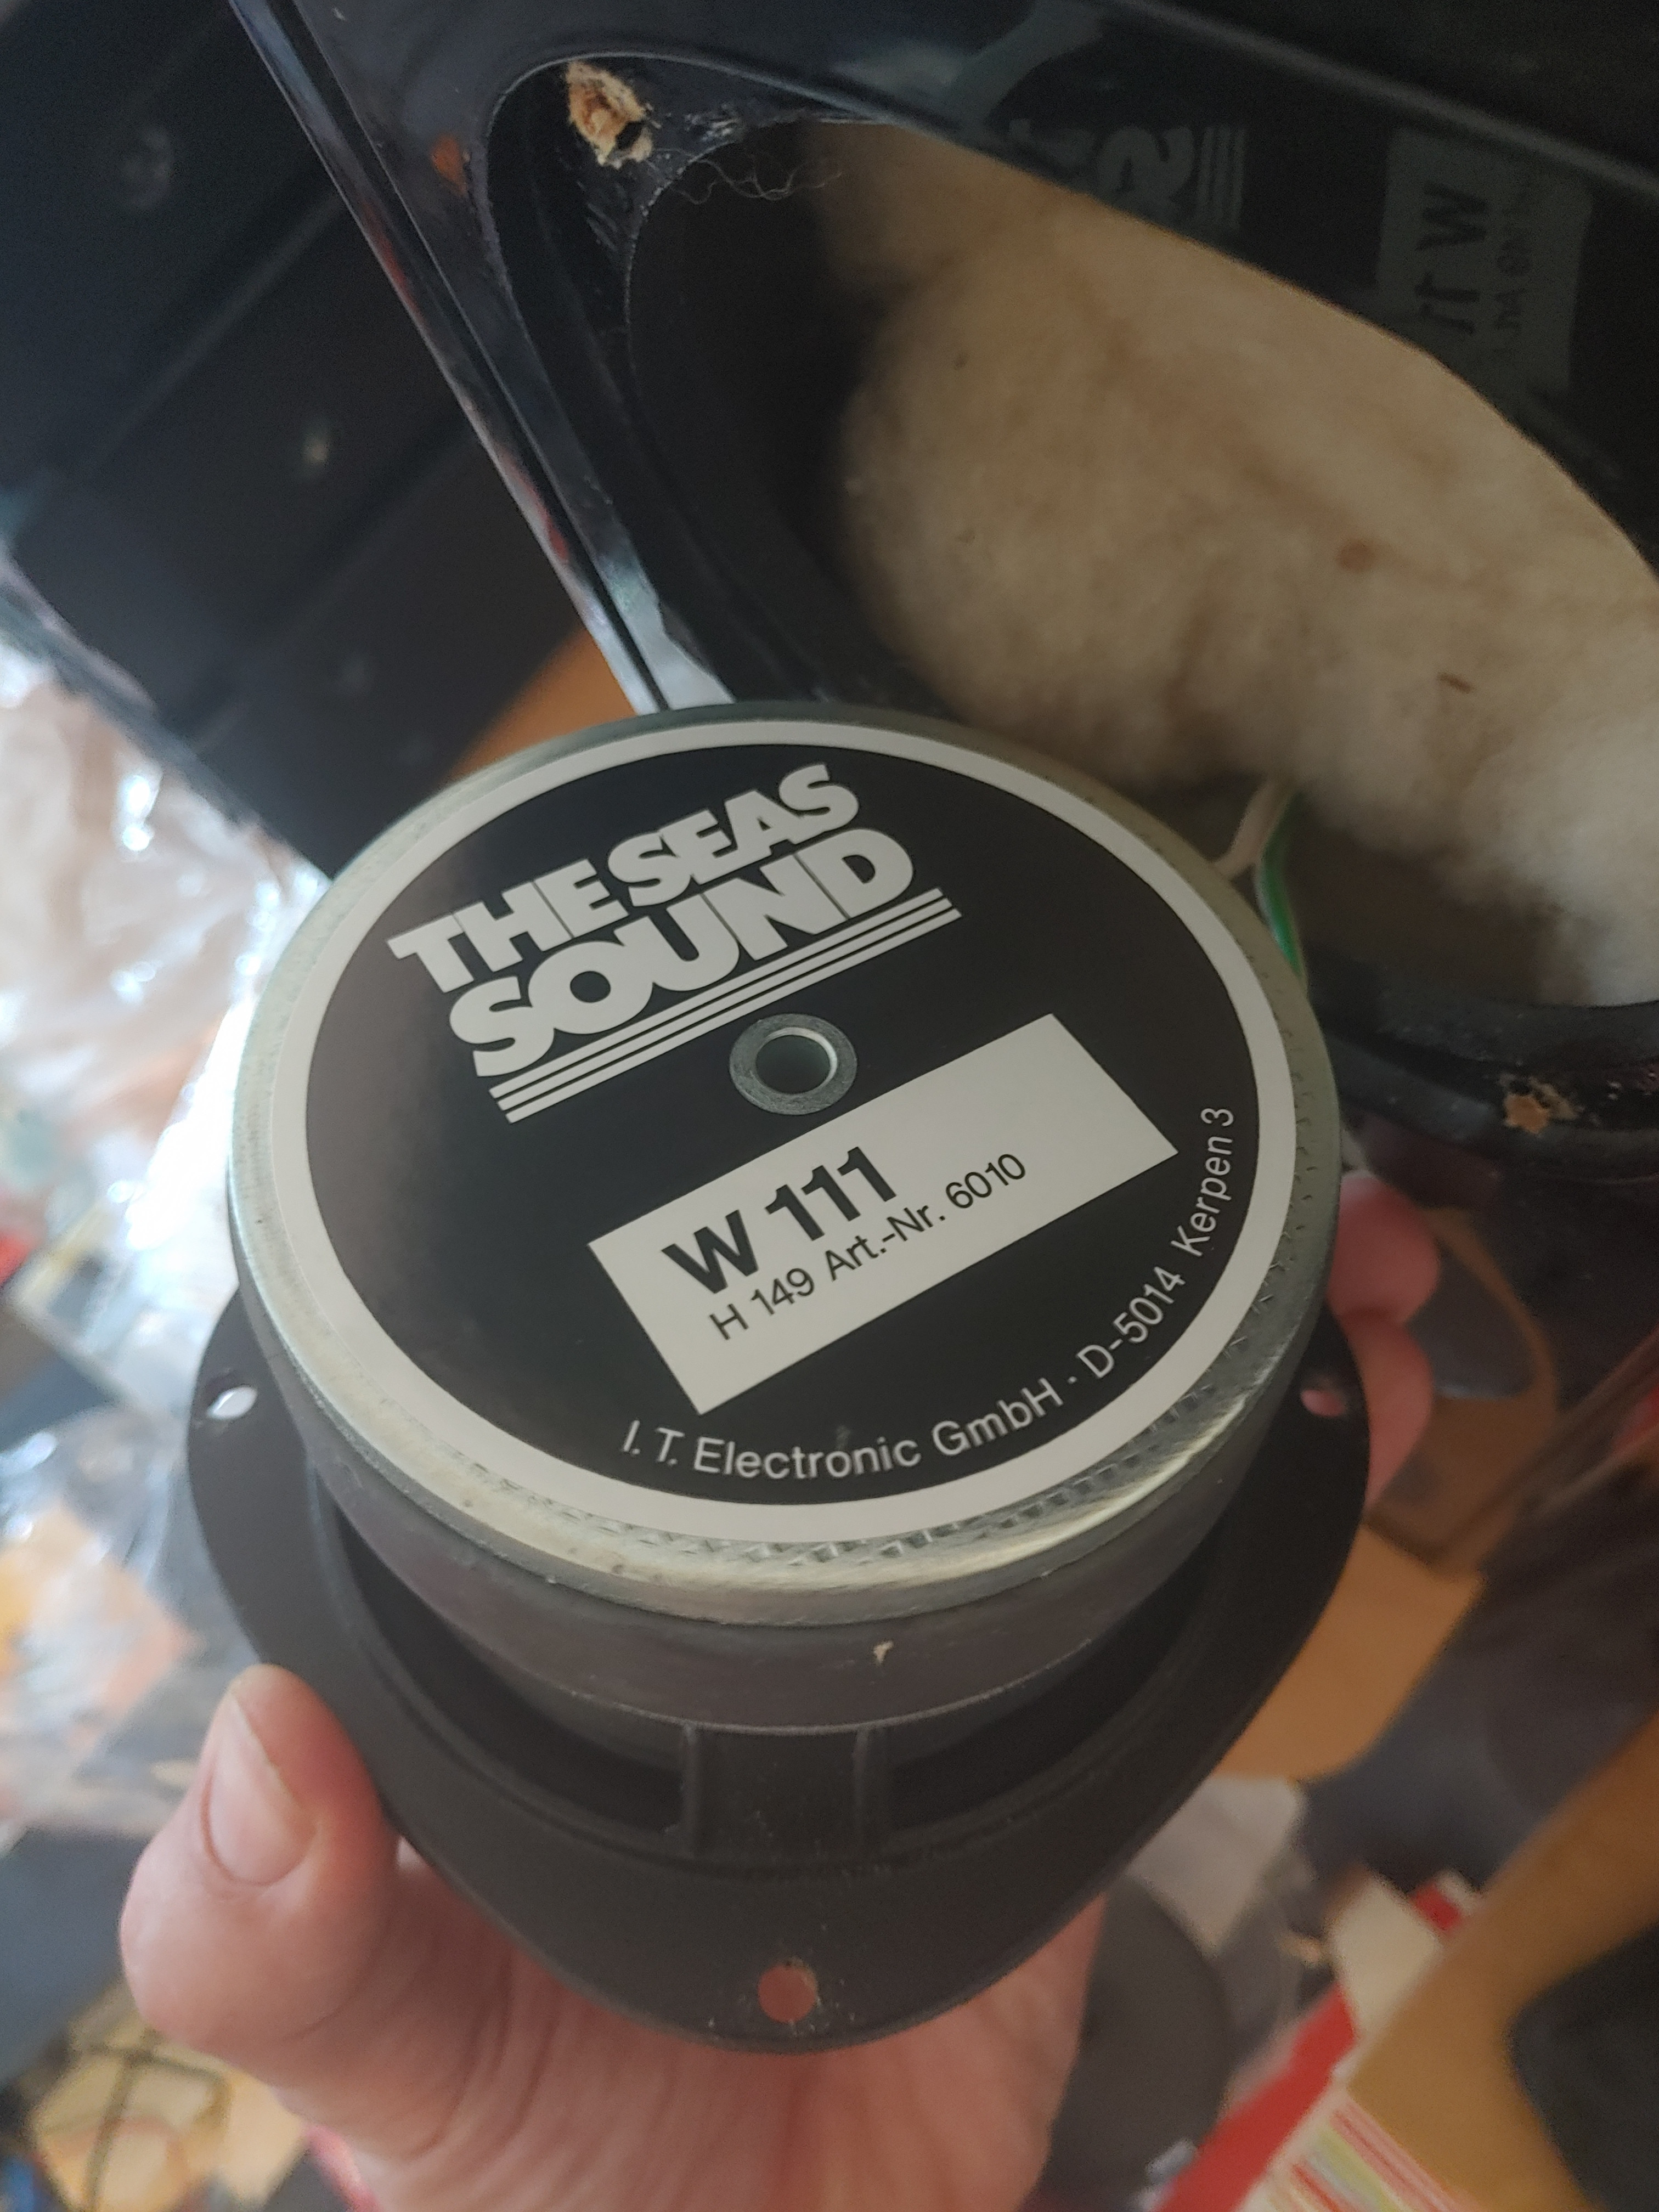 THE SEAS
SOUND
W 111
H 149 Art.-Nr. 6010
I. T. Electronic GmbH · D-5014 Kerpen 3